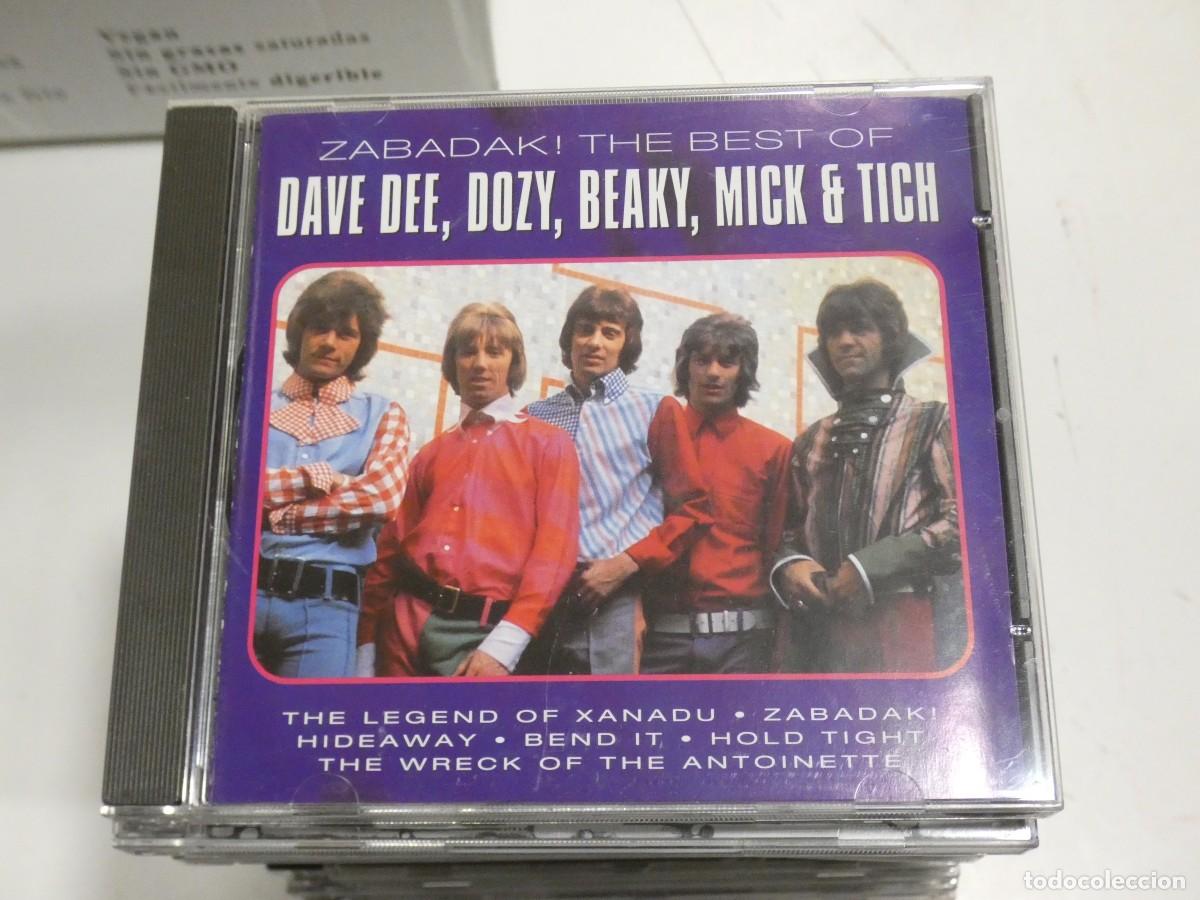 Vegan
Sin grasas saturadas
Sin GMO
Fácilmente digerible
ZABADAK! THE BEST OF
DAVE DEE, DOZY, BEAKY, MICK & TICH
THE LEGEND OF XANADU • ZABADAK!
HIDEAWAY • BEND IT • HOLD TIGHT
THE WRECK OF THE ANTOINETTE
todocoleccion